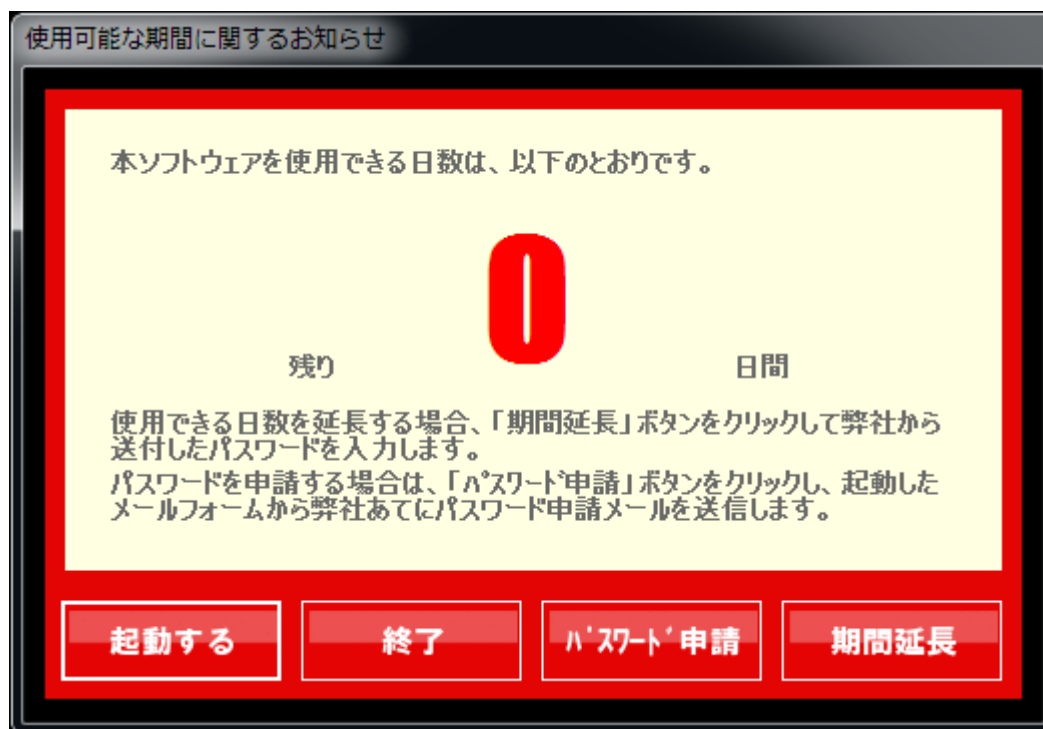 使用可能な期間に関するお知らせ
本ソフトウェアを使用できる日数は、以下のとおりです。
残り 0 日間
使用できる日数を延長する場合、「期間延長」ボタンをクリックして弊社から
送付したパスワードを入力します。
パスワードを申請する場合は、「ﾊﾟｽﾜｰﾄﾞ申請」ボタンをクリックし、起動した
メールフォームから弊社あてにパスワード申請メールを送信します。
起動する 終了 ﾊﾟｽﾜｰﾄﾞ申請 期間延長